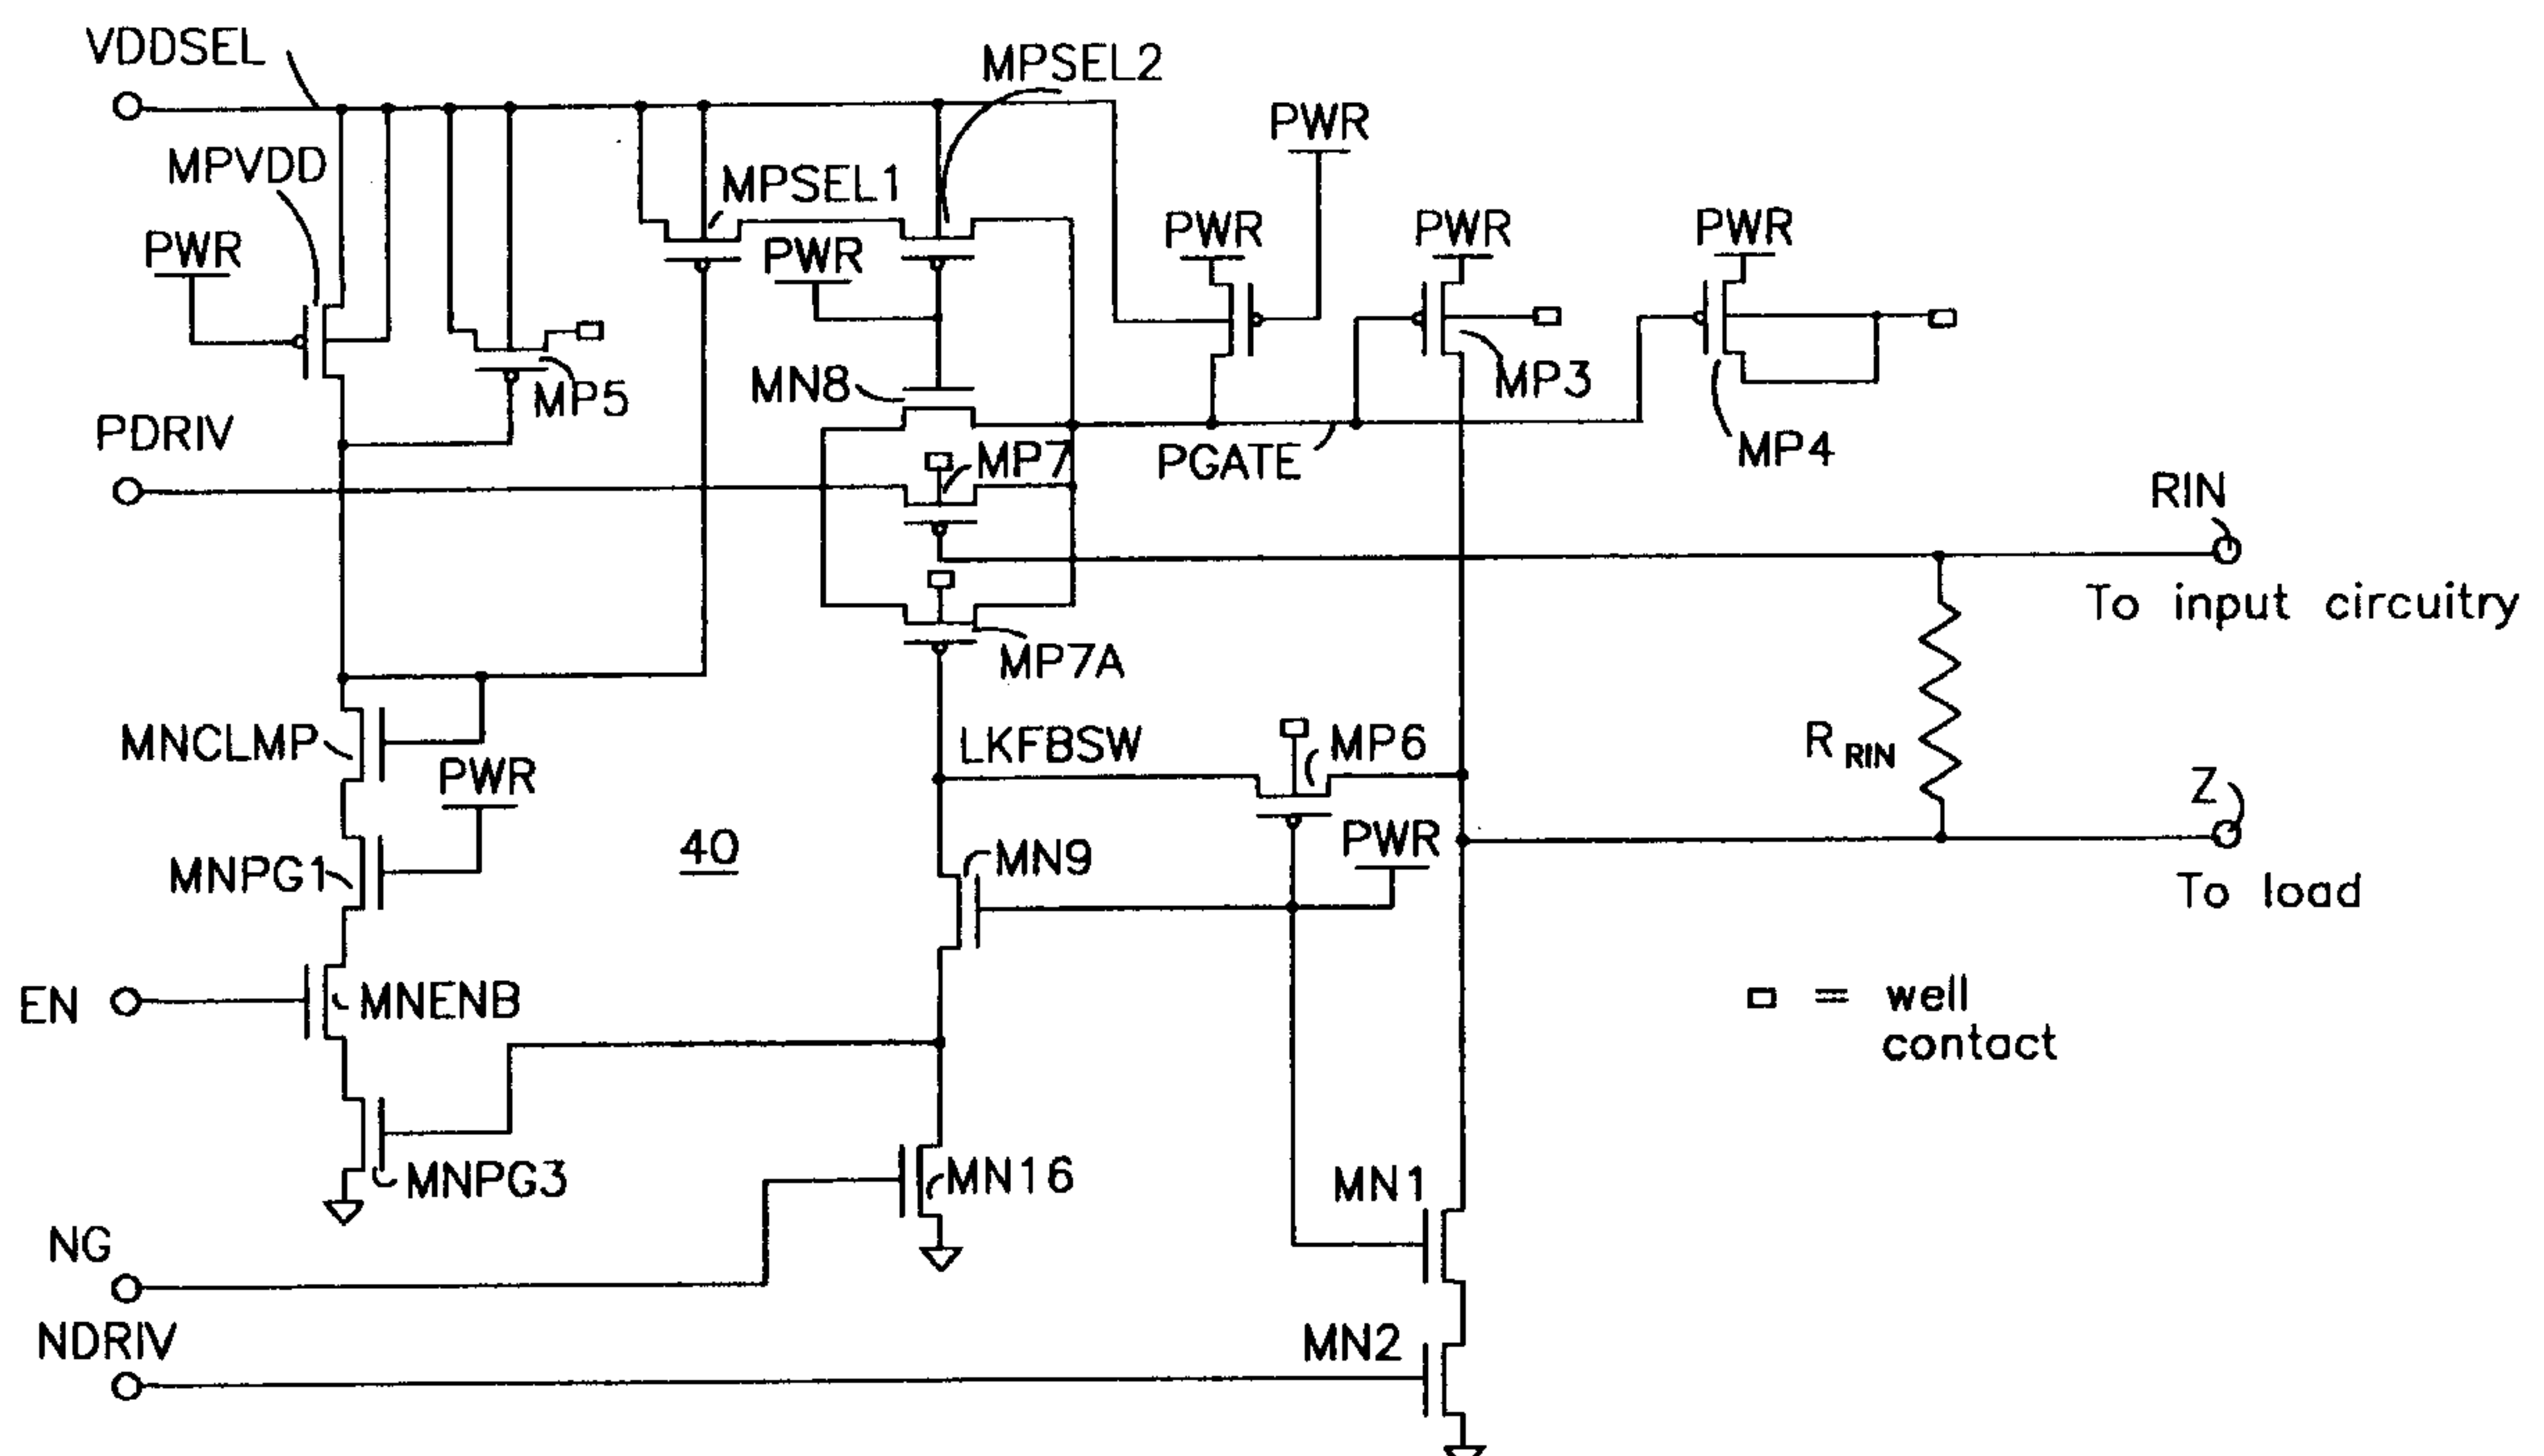 VDDSEL
MPSEL2
PWR
MPVDD
MPSEL1
PWR
PWR
PWR
PWR
PWR
MP5
MN8
MP3
PDRIV
MP7
PGATE
MP4
RIN
To input circuitry
MP7A
MNCLMP
LKFBSW
MP6
R RIN
PWR
Z
40
PWR
MNPG1
MN9
To load
EN
MNENB
□ = well
contact
MNPG3
MN16
MN1
NG
NDRIV
MN2